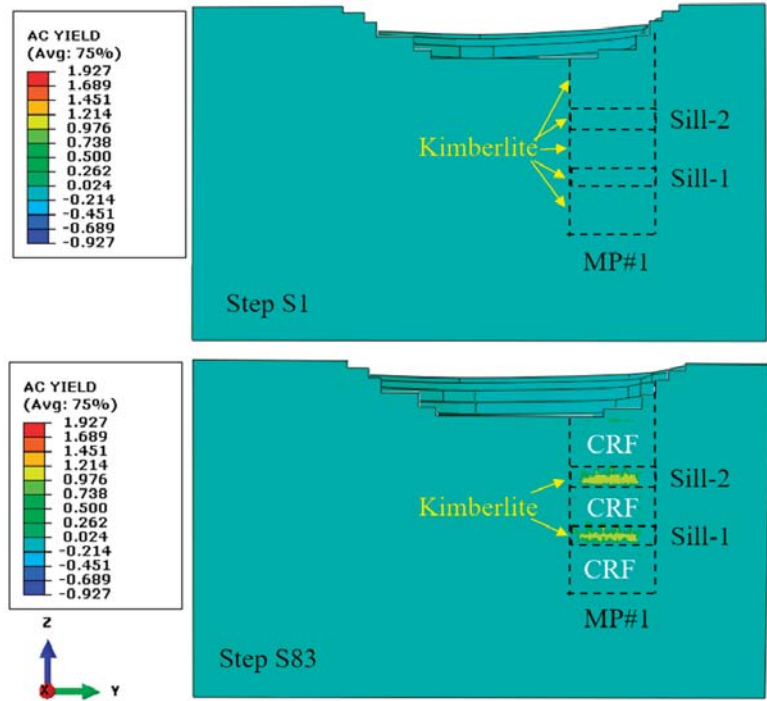 AC YIELD
(Avg: 75%)
1.927
1.689
1.451
1.214
0.976
0.738
0.500
0.262
0.024
-0.214
-0.451
-0.689
-0.927
Sill-2
Kimberlite
Sill-1
MP#1
Step S1
AC YIELD
(Avg: 75%)
1.927
1.689
1.451
1.214
0.976
0.738
0.500
0.262
0.024
-0.214
-0.451
-0.689
-0.927
CRF
Sill-2
Kimberlite
CRF
Sill-1
CRF
MP#1
Step S83
Z
X
Y